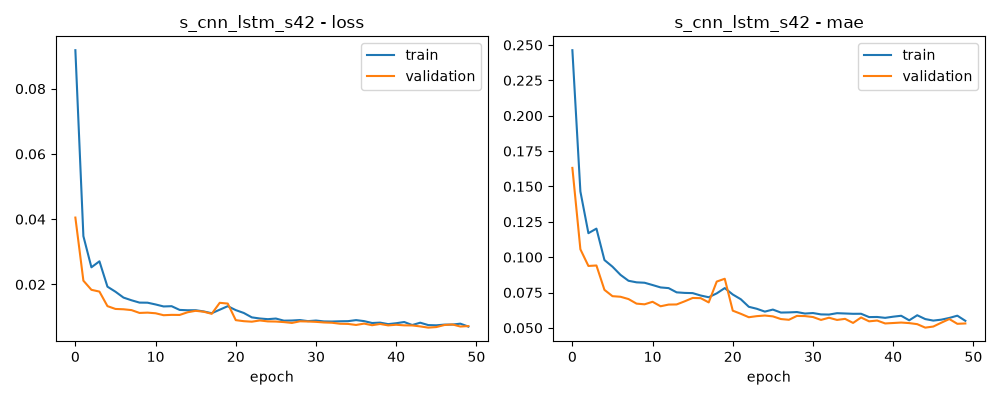 s_cnn_lstm_s42 - loss
train
validation
0.08
0.06
0.04
0.02
0 10 20 30 40 50
epoch
s_cnn_lstm_s42 - mae
train
validation
0.250
0.225
0.200
0.175
0.150
0.125
0.100
0.075
0.050
0 10 20 30 40 50
epoch